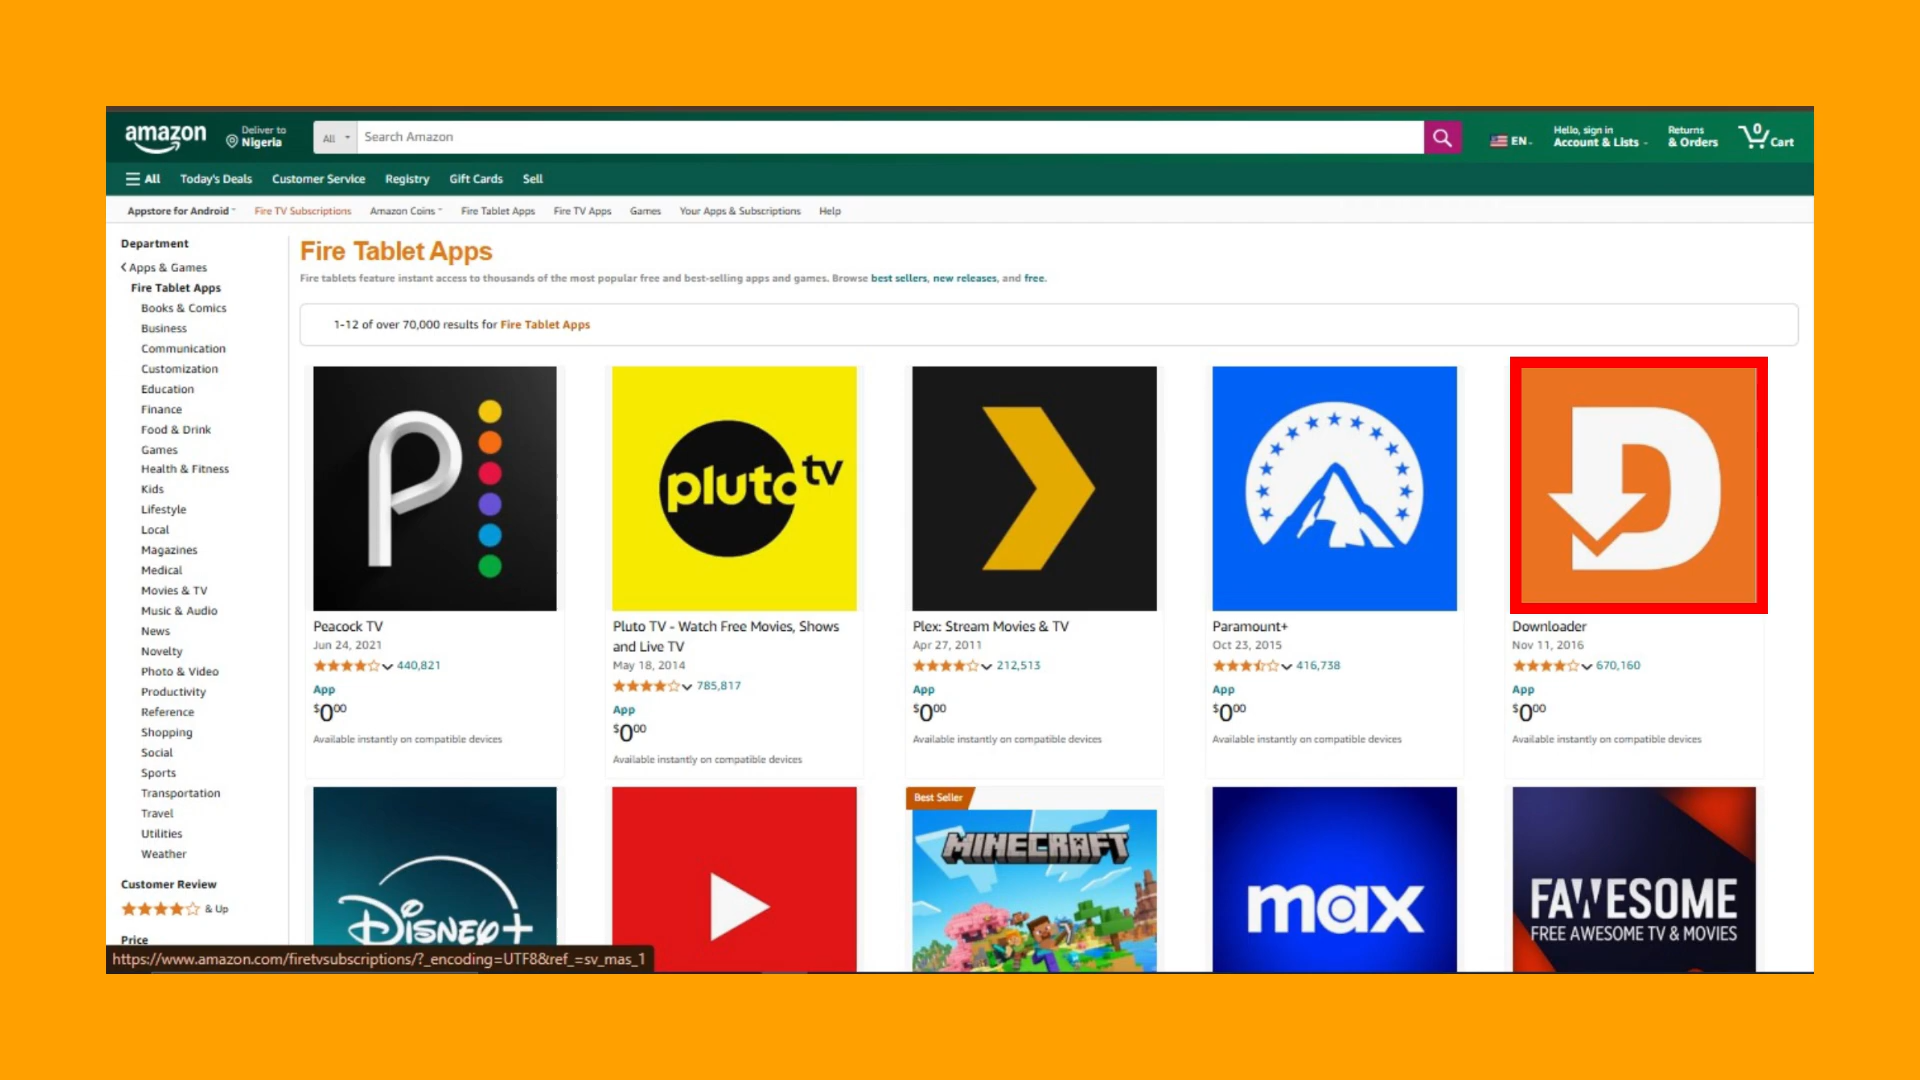 amazon
Deliver to
Nigeria
All
Search Amazon
EN
Hello, sign in
Account & Lists
Returns
& Orders
0
Cart
All
Today's Deals
Customer Service
Registry
Gift Cards
Sell
Appstore for Android
Fire TV Subscriptions
Amazon Coins
Fire Tablet Apps
Fire TV Apps
Games
Your Apps & Subscriptions
Help
Department
Apps & Games
Fire Tablet Apps
Books & Comics
Business
Communication
Customization
Education
Finance
Food & Drink
Games
Health & Fitness
Kids
Lifestyle
Local
Magazines
Medical
Movies & TV
Music & Audio
News
Novelty
Photo & Video
Productivity
Reference
Shopping
Social
Sports
Transportation
Travel
Utilities
Weather
Customer Review
& Up
Price
Fire Tablet Apps
Fire tablets feature instant access to thousands of the most popular free and best-selling apps and games. Browse best sellers, new releases, and free.
1-12 of over 70,000 results for Fire Tablet Apps
P
Peacock TV
Jun 24, 2021
440,821
App
$000
Available instantly on compatible devices
pluto tv
Pluto TV - Watch Free Movies, Shows
and Live TV
May 18, 2014
785,817
App
$000
Available instantly on compatible devices
Plex: Stream Movies & TV
Apr 27, 2011
212,513
App
$000
Available instantly on compatible devices
Paramount+
Oct 23, 2015
416,738
App
$000
Available instantly on compatible devices
D
Downloader
Nov 11, 2016
670,160
App
$000
Available instantly on compatible devices
Disney+
Best Seller
MINECRAFT
max
FAWESOME
FREE AWESOME TV & MOVIES
https://www.amazon.com/firetvsubscriptions/?_encoding=UTF8&ref_=sv_mas_1